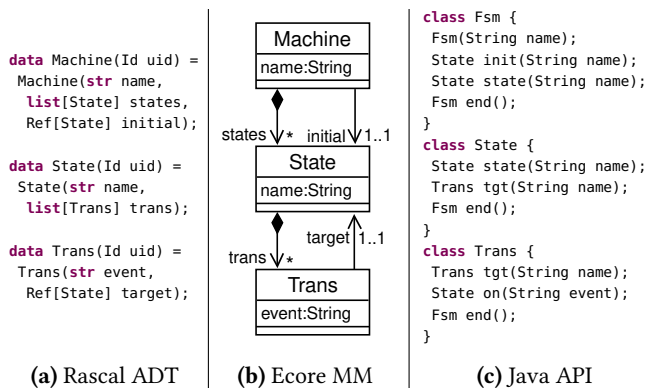 data Machine(Id uid) =
Machine(str name,
list[State] states,
Ref[State] initial);
data State(Id uid) =
State(str name,
list[Trans] trans);
data Trans(Id uid) =
Trans(str event,
Ref[State] target);
(a) Rascal ADT
Machine
name:String
states * initial 1..1
State
name:String
target 1..1
trans *
Trans
event:String
(b) Ecore MM
class Fsm {
Fsm(String name);
State init(String name);
State state(String name);
Fsm end();
}
class State {
State state(String name);
Trans tgt(String name);
Fsm end();
}
class Trans {
Trans tgt(String name);
State on(String event);
Fsm end();
}
(c) Java API